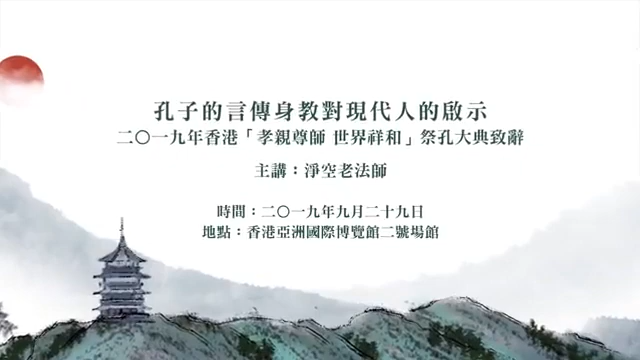 孔子的言傳身教對現代人的啟示
二〇一九年香港「孝親尊師 世界祥和」祭孔大典致辭
主講：淨空老法師
時間：二〇一九年九月二十九日
地點：香港亞洲國際博覽館二號場館